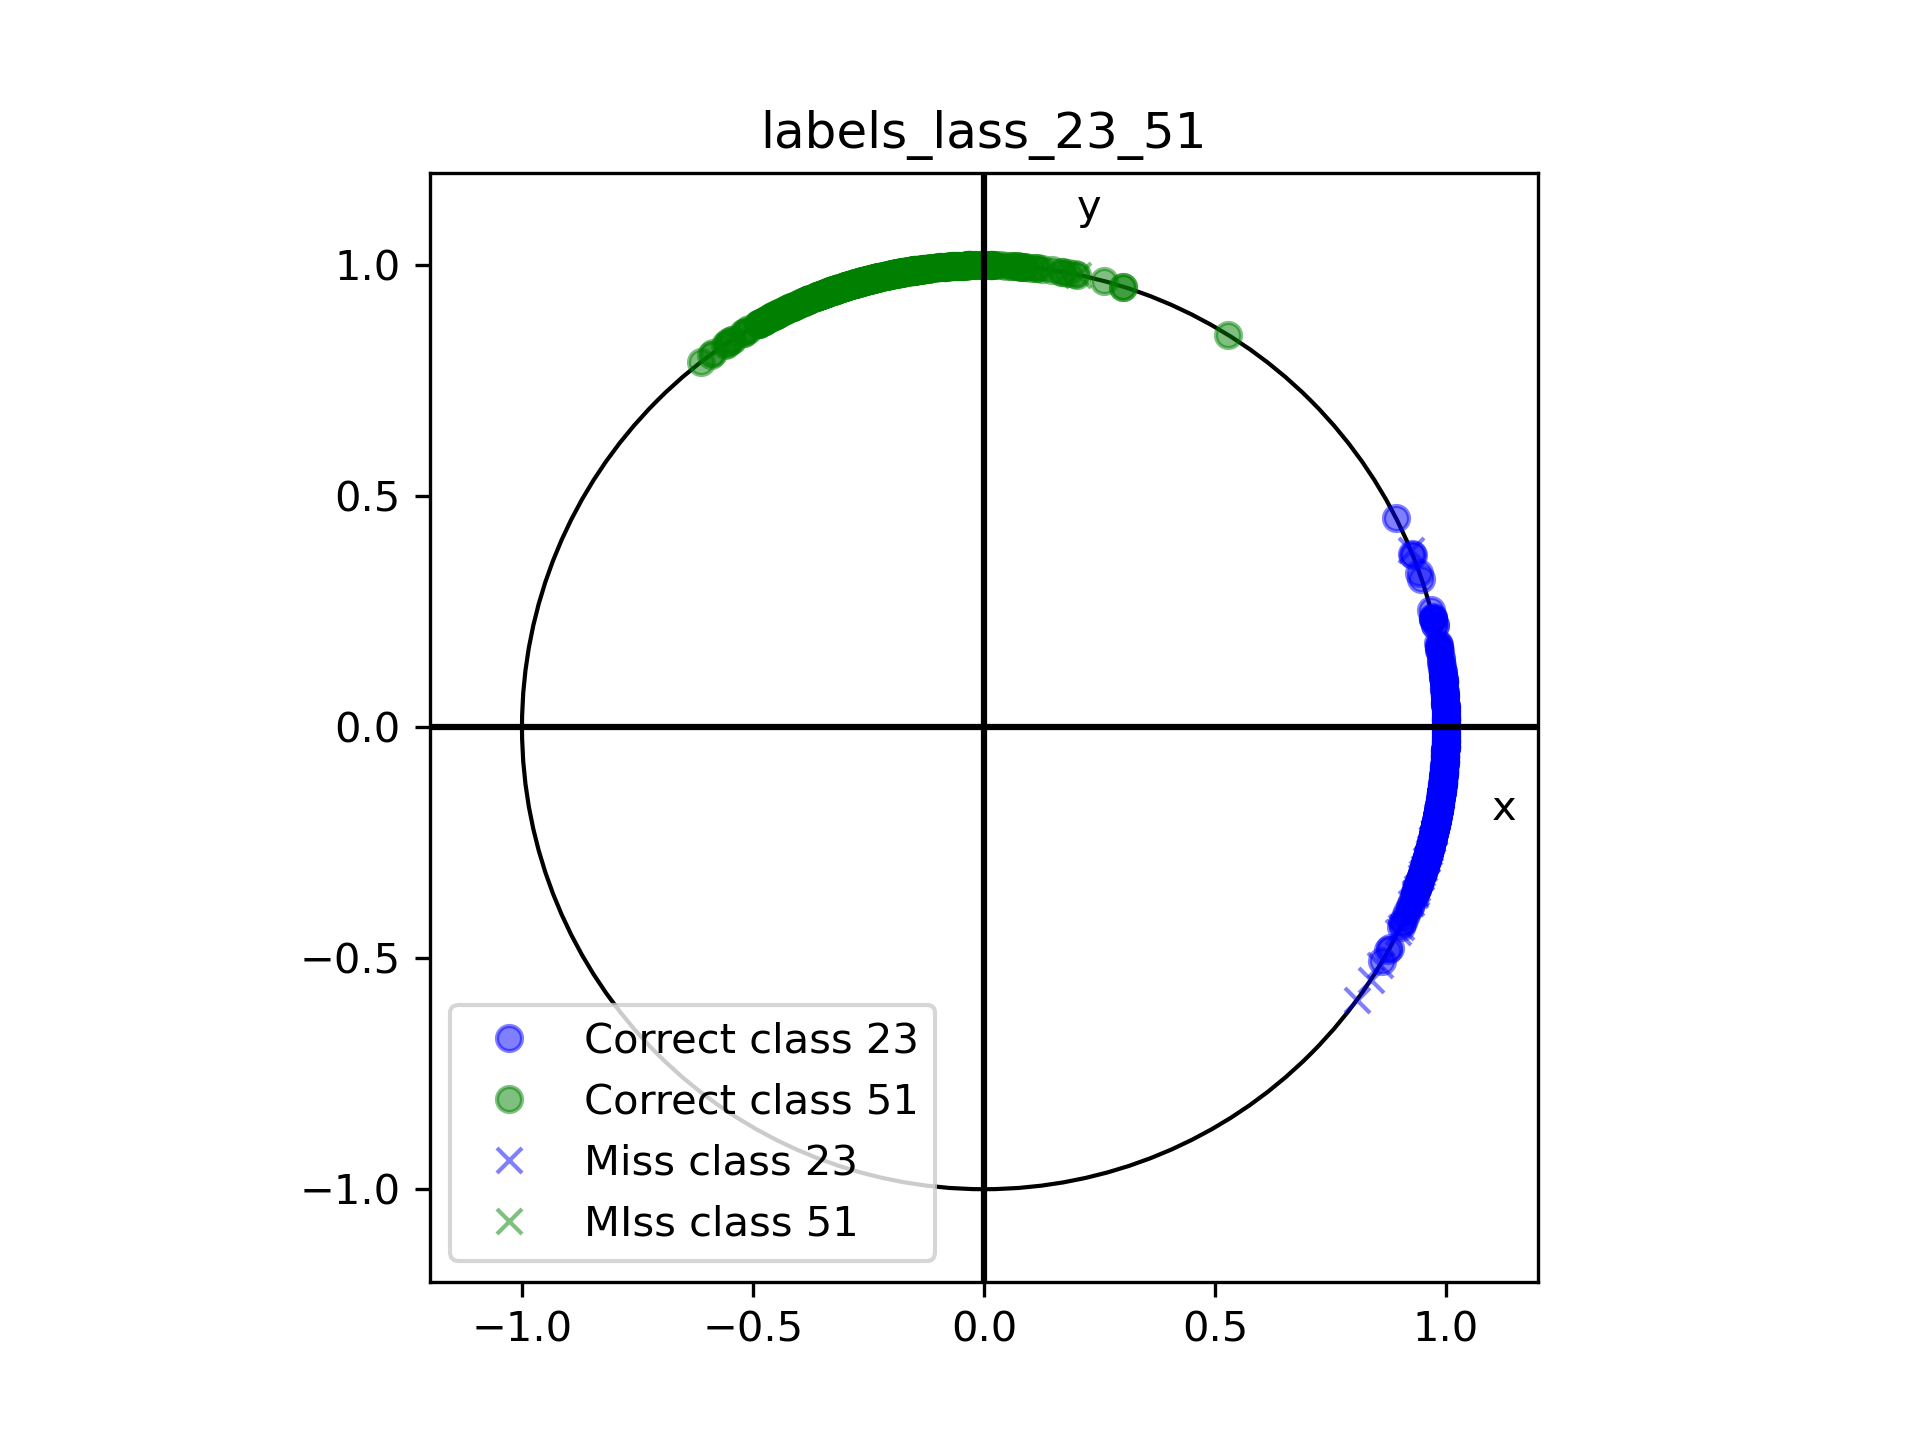 labels_lass_23_51
y
1.0
0.5
0.0
x
−0.5
−1.0
Correct class 23
Correct class 51
Miss class 23
MIss class 51
−1.0 −0.5 0.0 0.5 1.0